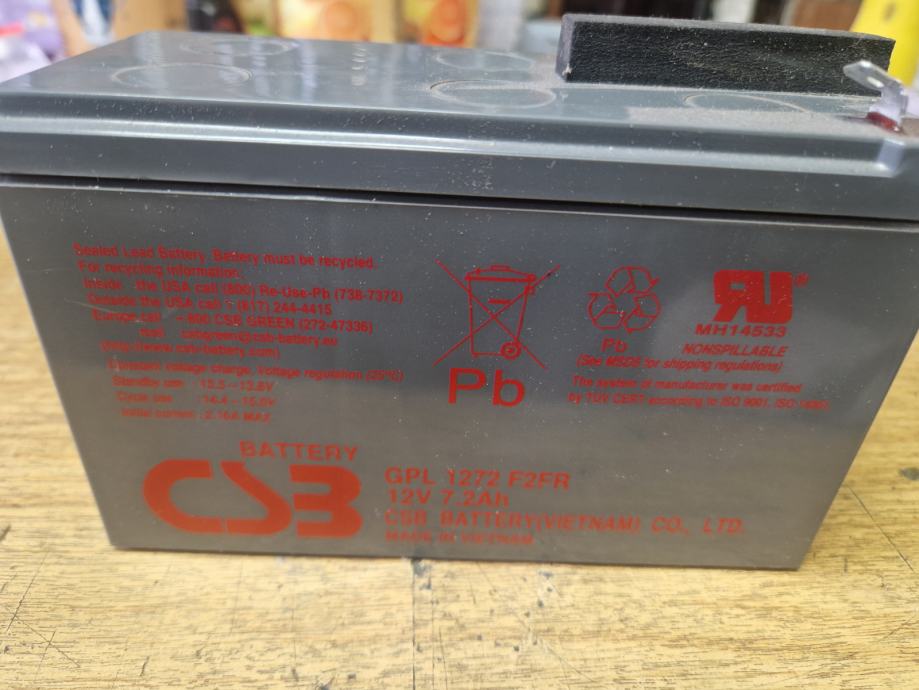 Sealed Lead Battery. Battery must be recycled.
For recycling information:
Inside the USA call (800) Re-Use-Pb (738-7372)
Outside the USA call (817) 244-4415
Europe call 800 CSB GREEN (272-47336)
mail csbgreen@csb-battery.eu
(http://www.csb-battery.com)
Constant voltage charge, Voltage regulation (25°C)
Standby use : 13.5～13.8V
Cycle use : 14.4～15.0V
Initial current : 2.16A MAX
Pb
Pb
MH14533
NONSPILLABLE
(See MSDS for shipping regulations)
The system of manufacturer was certified
by TUV CERT according to ISO 9001, ISO 14001.
BATTERY
CSB
GPL 1272 F2FR
12V 7.2Ah
CSB BATTERY(VIETNAM) CO., LTD.
MADE IN VIETNAM